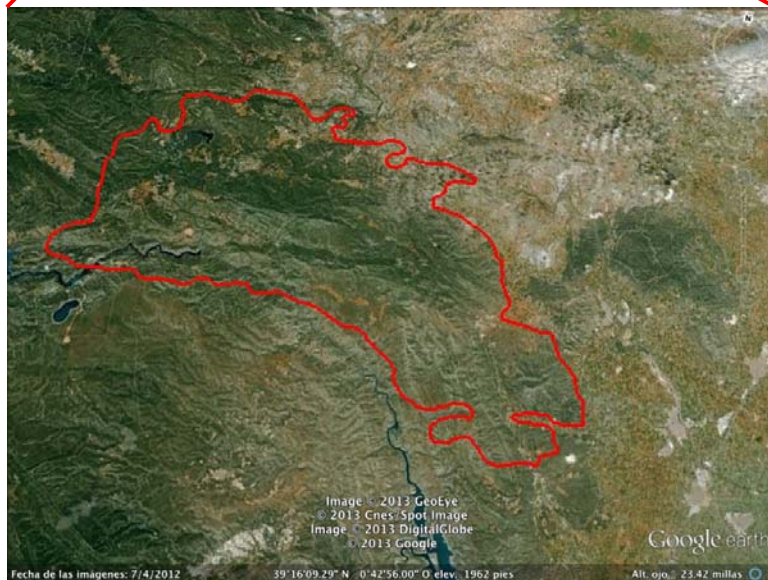 N
Image © 2013 GeoEye
© 2013 Cnes/Spot Image
Image © 2013 DigitalGlobe
© 2013 Google
Google earth
Fecha de las imágenes: 7/4/2012 39°16'09.29" N 0°42'56.00" O elev. 1962 pies Alt. ojo 23.42 millas